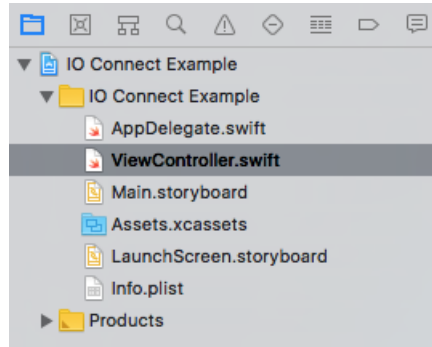 IO Connect Example
IO Connect Example
AppDelegate.swift
ViewController.swift
Main.storyboard
Assets.xcassets
LaunchScreen.storyboard
Info.plist
Products